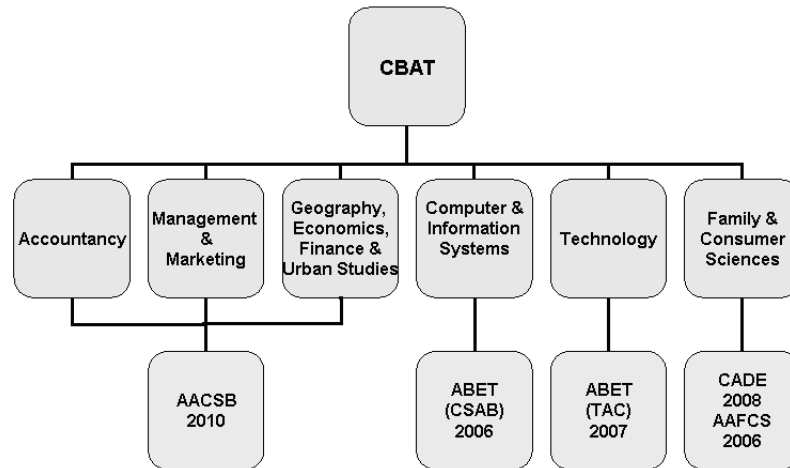 CBAT
Accountancy
Management
&
Marketing
Geography,
Economics,
Finance &
Urban Studies
Computer &
Information
Systems
Technology
Family &
Consumer
Sciences
AACSB
2010
ABET
(CSAB)
2006
ABET
(TAC)
2007
CADE
2008
AAFCS
2006